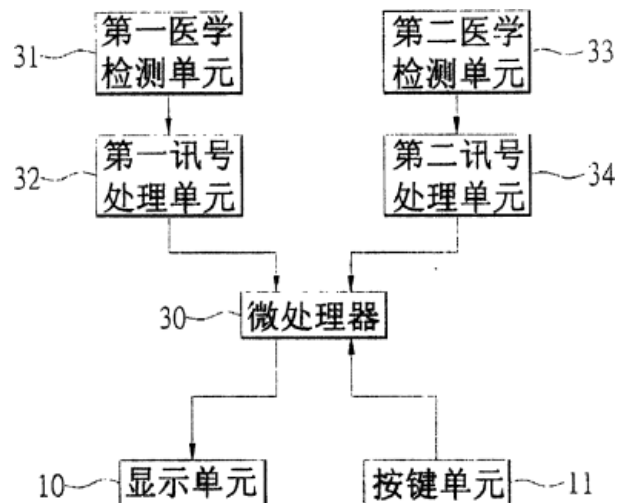 31
第一医学
检测单元
第二医学
检测单元
33
32
第一讯号
处理单元
第二讯号
处理单元
34
30
微处理器
10
显示单元
按键单元
11